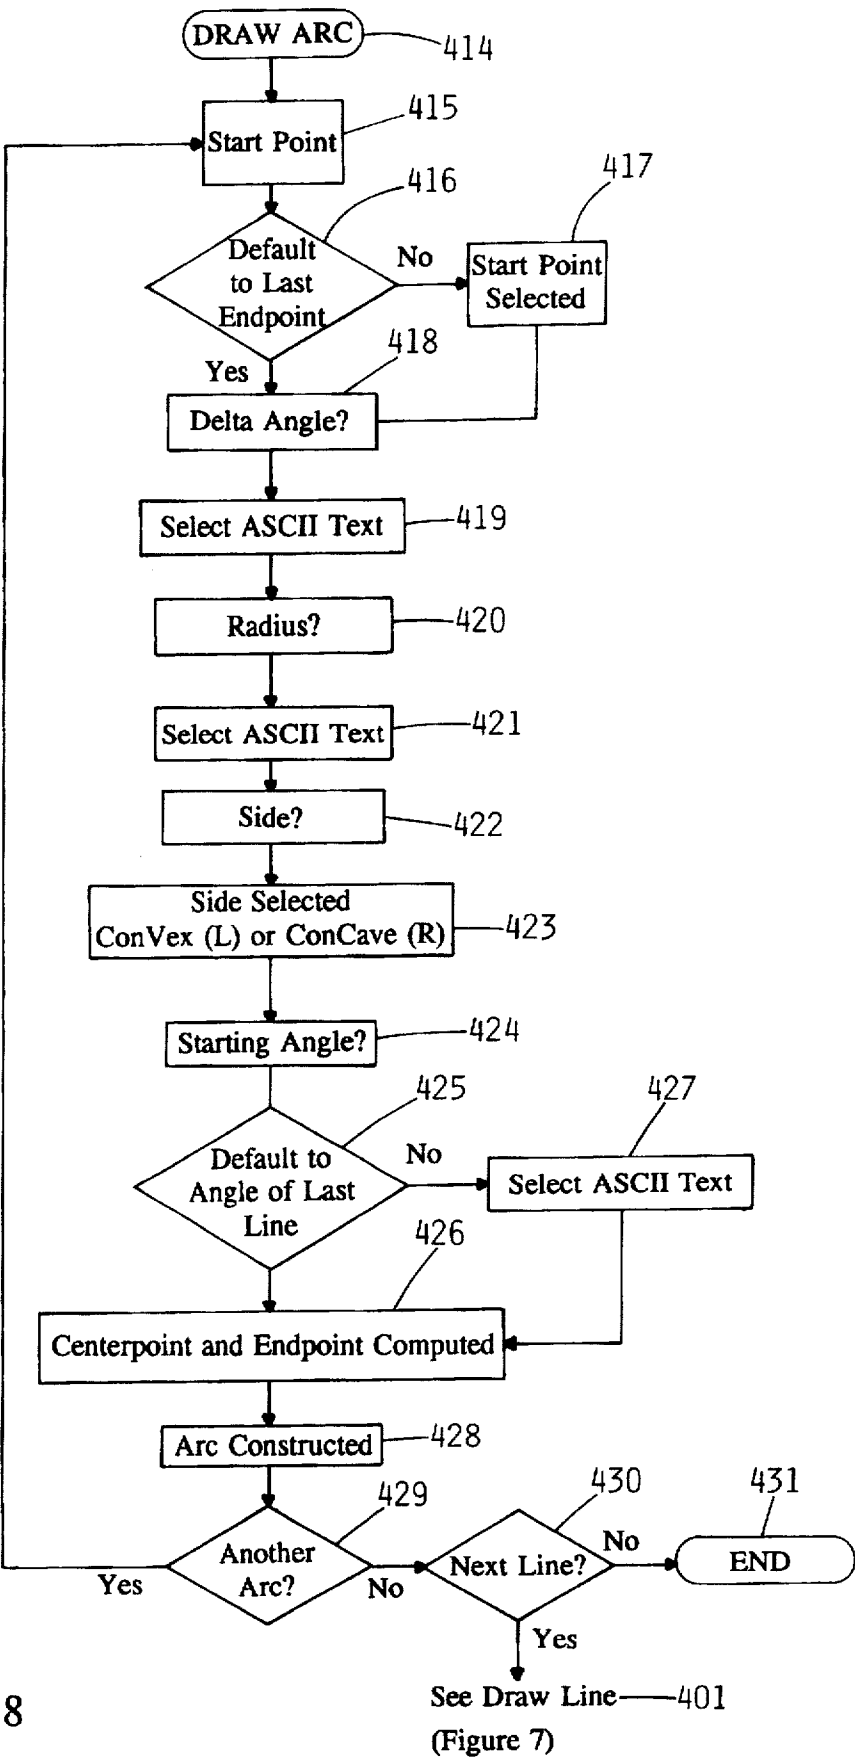 DRAW ARC
414
Start Point
415
416
Default
to Last
Endpoint
No
417
Start Point
Selected
Yes
418
Delta Angle?
Select ASCII Text
419
Radius?
420
Select ASCII Text
421
Side?
422
Side Selected
ConVex (L) or ConCave (R)
423
Starting Angle?
424
425
Default to
Angle of Last
Line
No
427
Select ASCII Text
426
Centerpoint and Endpoint Computed
Arc Constructed
428
429
Another
Arc?
Yes
No
430
Next Line?
No
431
END
Yes
See Draw Line
401
(Figure 7)
8